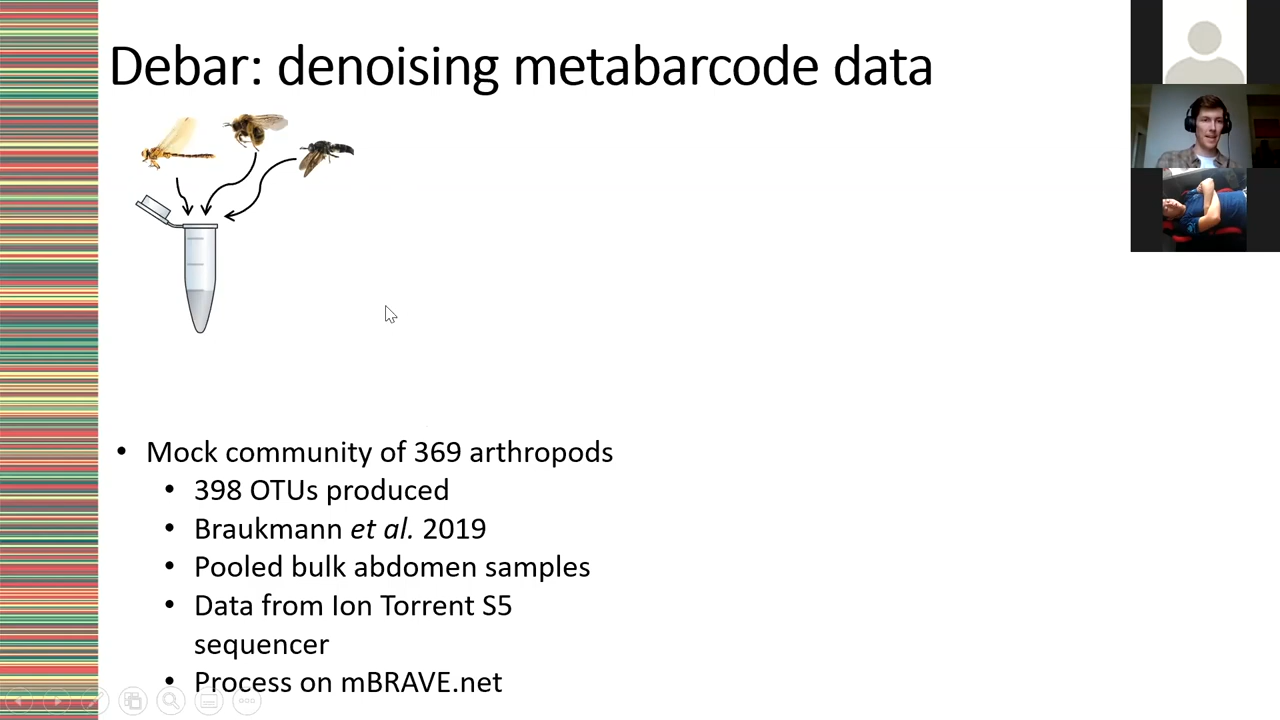 Debar: denoising metabarcode data
• Mock community of 369 arthropods
• 398 OTUs produced
• Braukmann et al. 2019
• Pooled bulk abdomen samples
• Data from Ion Torrent S5
sequencer
• Process on mBRAVE.net